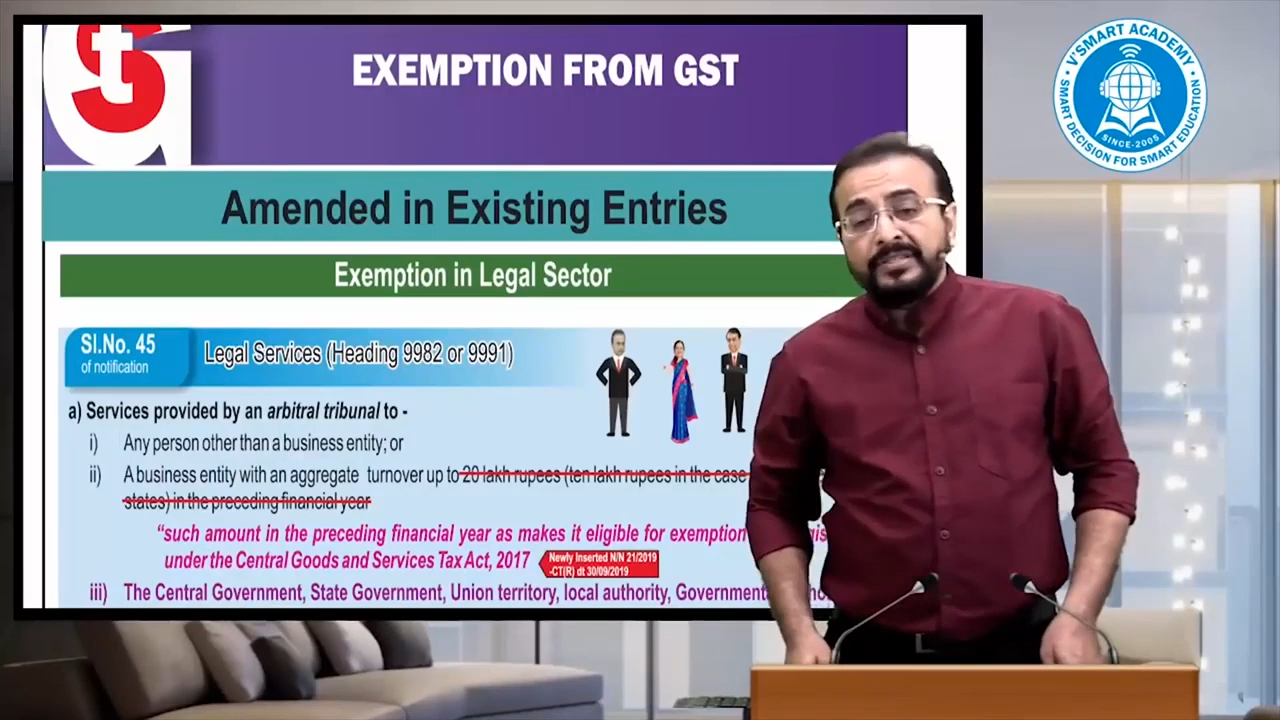 EXEMPTION FROM GST
Amended in Existing Entries
Exemption in Legal Sector
Sl.No. 45
of notification
Legal Services (Heading 9982 or 9991)
a) Services provided by an arbitral tribunal to -
i) Any person other than a business entity; or
ii) A business entity with an aggregate turnover up to 20 lakh rupees (ten lakh rupees in the case
states) in the preceding financial year
"such amount in the preceding financial year as makes it eligible for exemption
under the Central Goods and Services Tax Act, 2017
Newly Inserted N/N 21/2019
-CT(R) dt 30/09/2019
iii) The Central Government, State Government, Union territory, local authority, Government
V'SMART ACADEMY
SMART DECISION FOR SMART EDUCATION
SINCE-2005